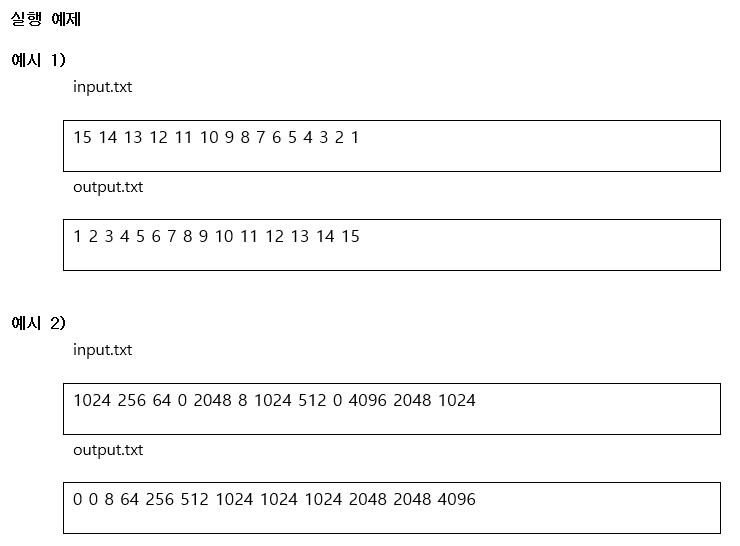 실행 예제
예시 1)
input.txt
15 14 13 12 11 10 9 8 7 6 5 4 3 2 1
output.txt
1 2 3 4 5 6 7 8 9 10 11 12 13 14 15
예시 2)
input.txt
1024 256 64 0 2048 8 1024 512 0 4096 2048 1024
output.txt
0 0 8 64 256 512 1024 1024 1024 2048 2048 4096